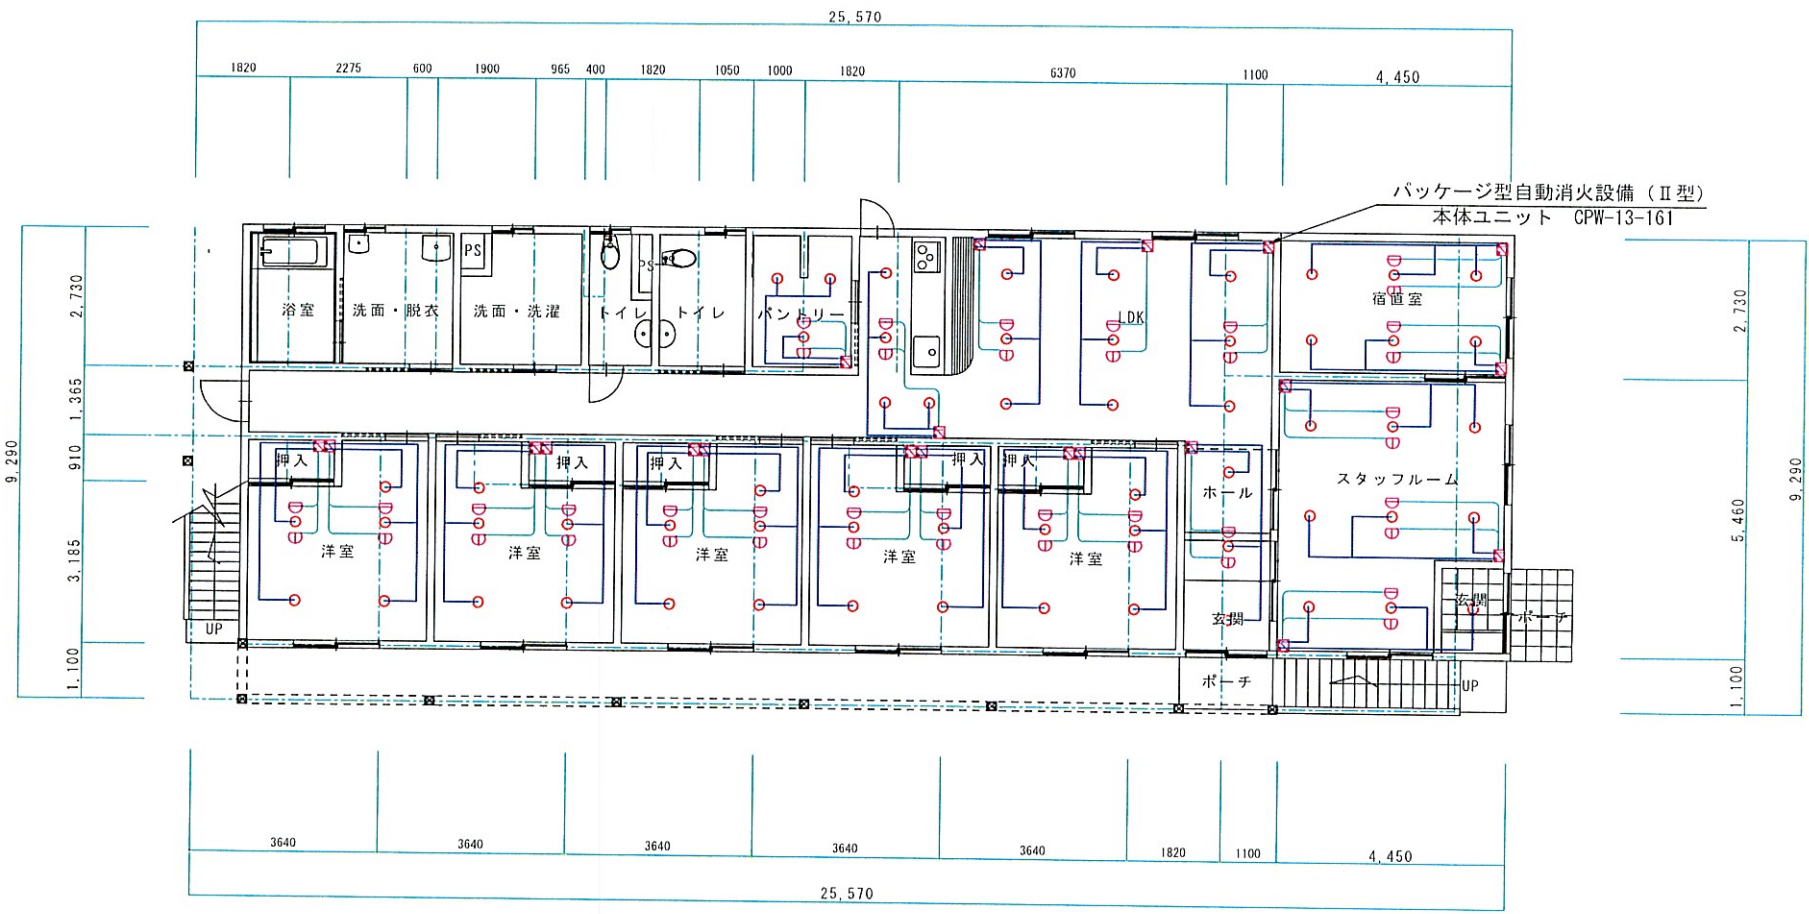 25,570
1820 2275 600 1900 965 400 1820 1050 1000 1820 6370 1100 4,450
パッケージ型自動消火設備（Ⅱ型）
本体ユニット CPW-13-161
9,290
2,730
1,365
910
3,185
1,100
PS
PS
浴室
洗面・脱衣
洗面・洗濯
トイレ
トイレ
パントリー
LDK
宿直室
押入
押入
押入
押入
押入
洋室
洋室
洋室
洋室
洋室
ホール
玄関
スタッフルーム
玄関
ポーチ
ポーチ
UP
UP
2,730
5,460
1,100
9,290
3640 3640 3640 3640 3640 1820 1100 4,450
25,570